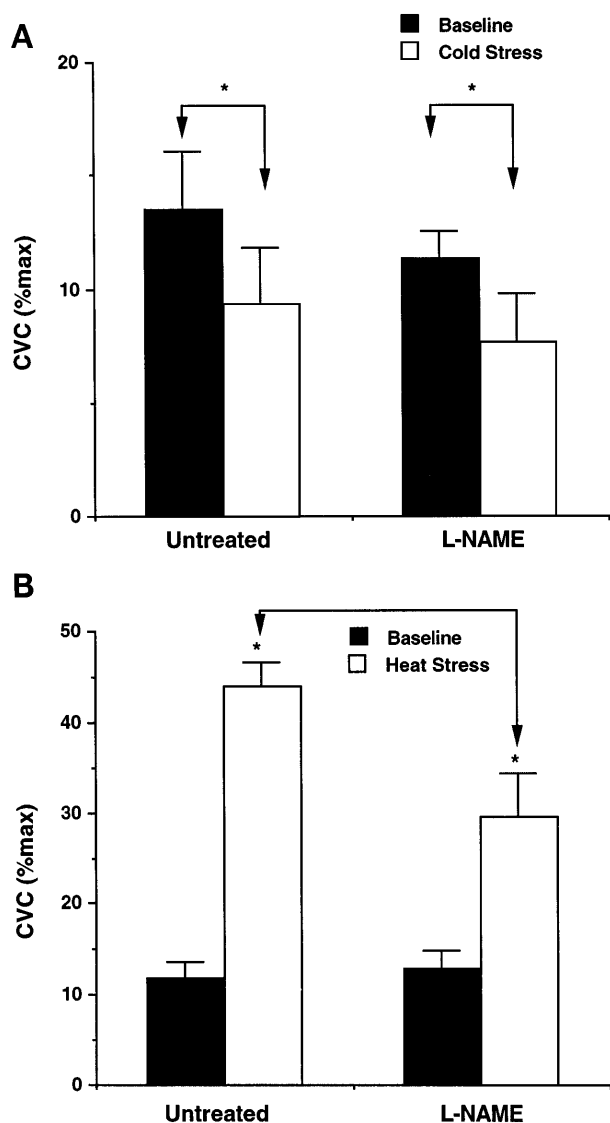 A
Baseline
Cold Stress
20
*
*
10
0
CVC (%max)
Untreated
L-NAME
B
Baseline
Heat Stress
50
*
40
*
30
20
10
0
CVC (%max)
Untreated
L-NAME